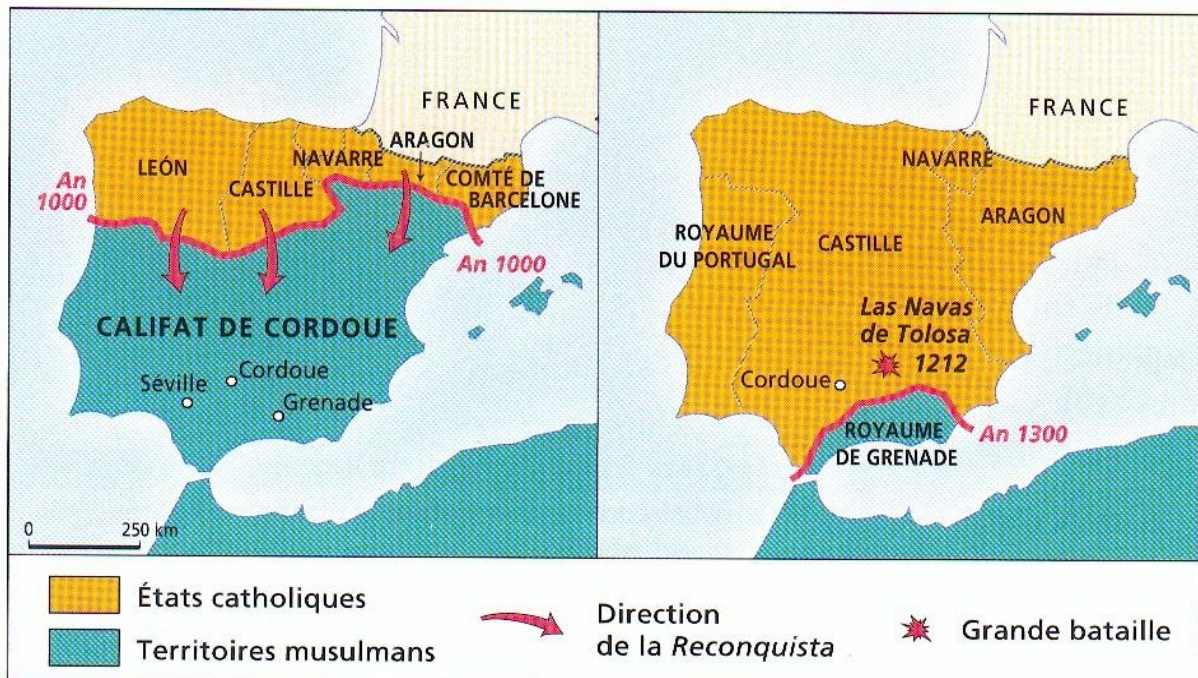 FRANCE
ARAGON
NAVARRE
LEÓN
CASTILLE
COMTÉ DE
BARCELONE
An
1000
An 1000
CALIFAT DE CORDOUE
Cordoue
Séville
Grenade
0 250 km
FRANCE
NAVARRE
ARAGON
ROYAUME
DU PORTUGAL
CASTILLE
Las Navas
de Tolosa
1212
Cordoue
An 1300
ROYAUME
DE GRENADE
États catholiques
Territoires musulmans
Direction
de la Reconquista
Grande bataille